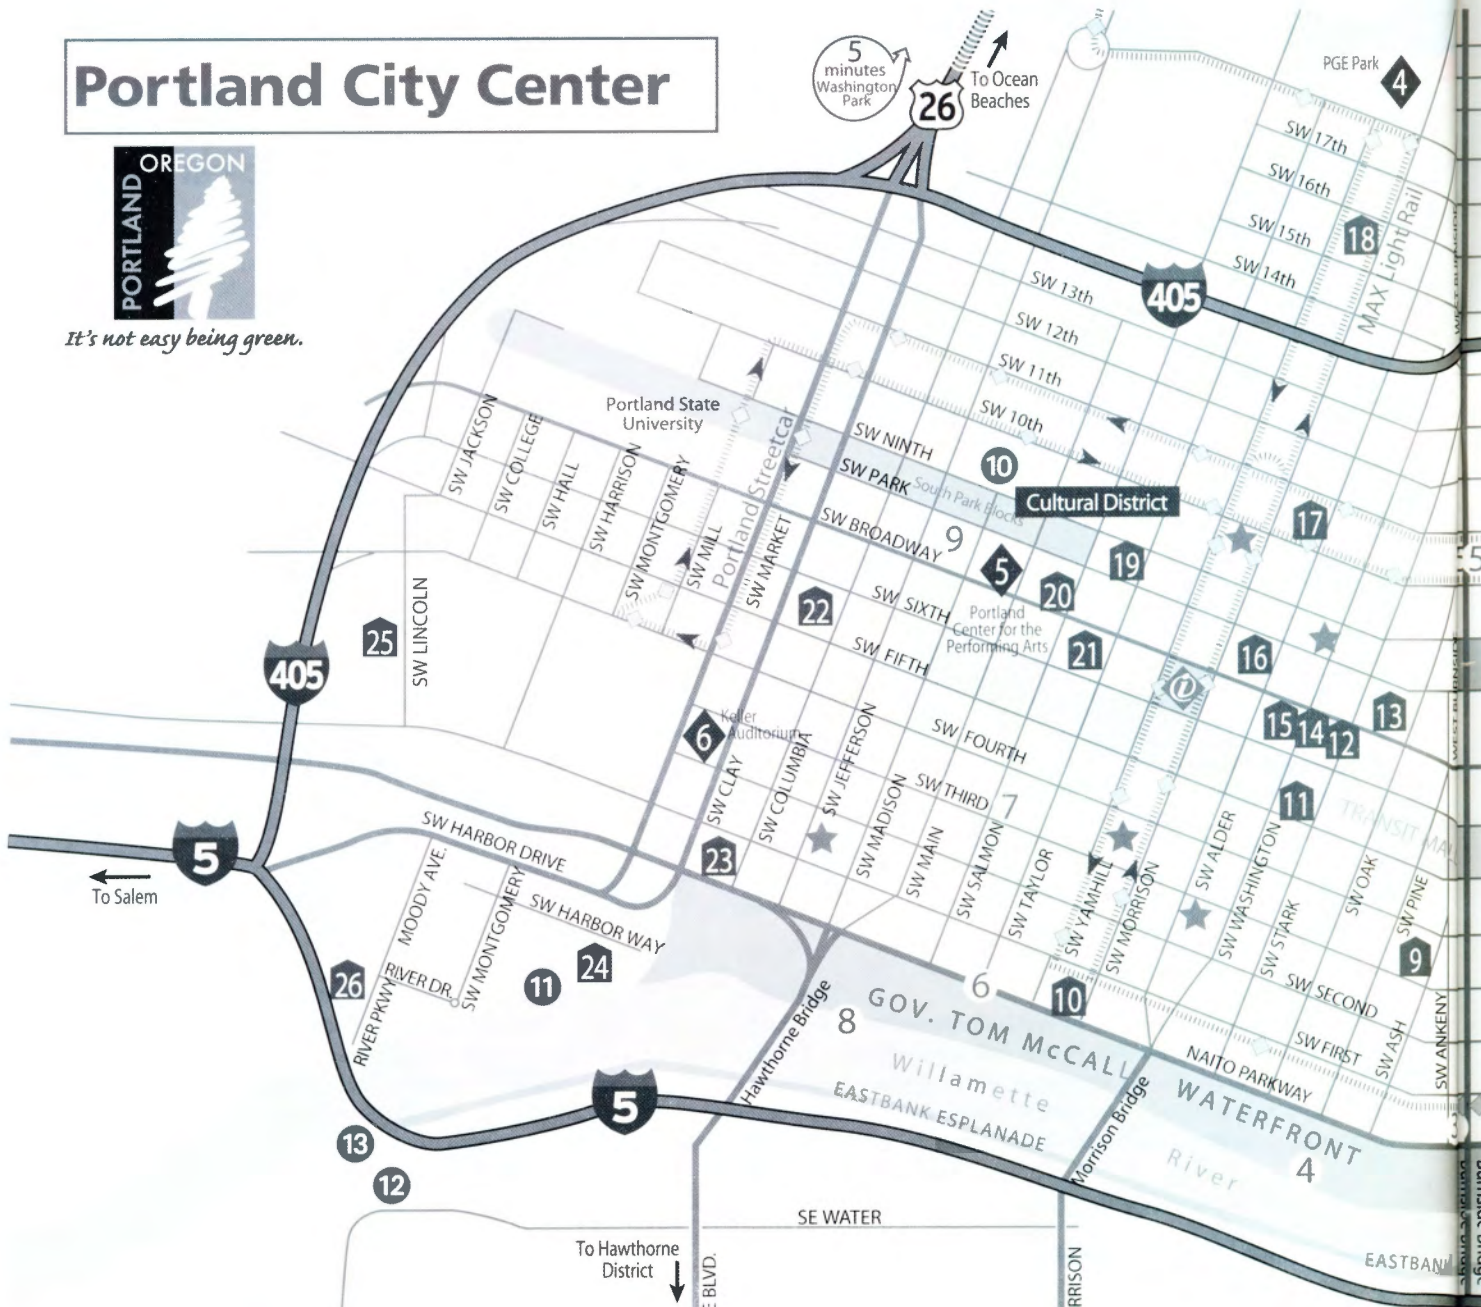 Portland City Center
OREGON
PORTLAND
It's not easy being green.
5
minutes
Washington
Park
26
To Ocean
Beaches
PGE Park
4
SW 17th
SW 16th
SW 15th
SW 14th
18
MAX Light Rail
405
SW 13th
SW 12th
SW 11th
SW 10th
Portland State
University
SW NINTH
SW PARK
South Park Blocks
10
Cultural District
17
SW JACKSON
SW COLLEGE
SW HALL
SW HARRISON
SW MONTGOMERY
SW MILL
Portland Streetcar
SW MARKET
SW BROADWAY
9
5
19
20
Portland
Center for the
Performing Arts
22
SW SIXTH
21
16
SW FIFTH
25
SW LINCOLN
405
i
15
14
12
13
6
Keller
Auditorium
SW CLAY
SW COLUMBIA
SW JEFFERSON
SW FOURTH
SW THIRD
7
11
TRANSIT MALL
SW MADISON
SW MAIN
SW SALMON
SW TAYLOR
SW YAMHILL
SW MORRISON
SW ALDER
SW WASHINGTON
SW STARK
SW OAK
SW PINE
5
To Salem
SW HARBOR DRIVE
23
MOODY AVE.
SW MONTGOMERY
SW HARBOR WAY
24
11
26
RIVER DR.
RIVER PKWY
9
6
10
SW SECOND
SW FIRST
SW ASH
SW ANKENY
NAITO PARKWAY
8
GOV. TOM McCALL
WATERFRONT
4
Hawthorne Bridge
Willamette
River
EASTBANK ESPLANADE
Morrison Bridge
5
13
12
SE WATER
To Hawthorne
District
E BLVD.
RRISON
EASTBAN